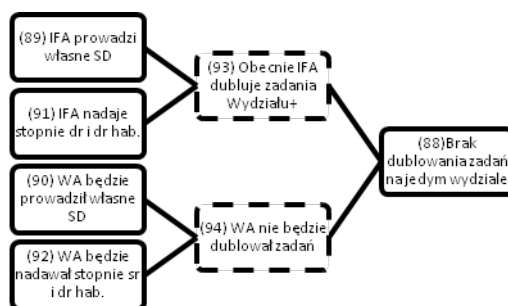 (89) IFA prowadzi
własne SD
(91) IFA nadaje
stopnie dr i dr hab.
(90) WA będzie
prowadził własne
SD
(92) WA będzie
nadawał stopnie sr
i dr hab.
(93) Obecnie IFA
dubluje zadania
Wydziału+
(94) WA nie będzie
dublował zadań
(88)Brak
dublowania zadań
na jedym wydziale